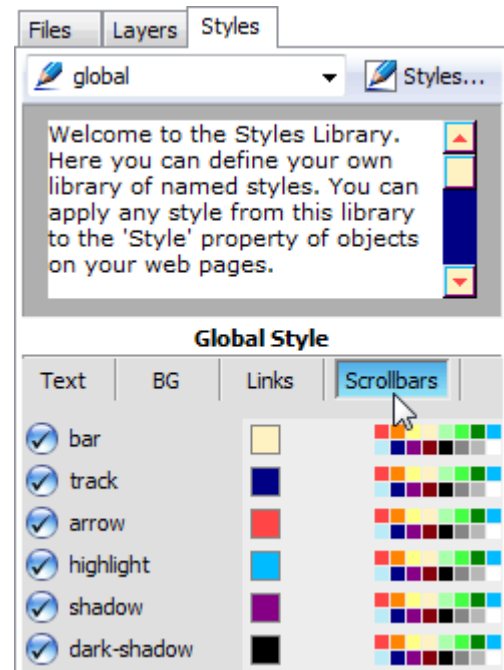 Files Layers Styles
global Styles...
Welcome to the Styles Library.
Here you can define your own
library of named styles. You can
apply any style from this library
to the 'Style' property of objects
on your web pages.
Global Style
Text BG Links Scrollbars
bar
track
arrow
highlight
shadow
dark-shadow